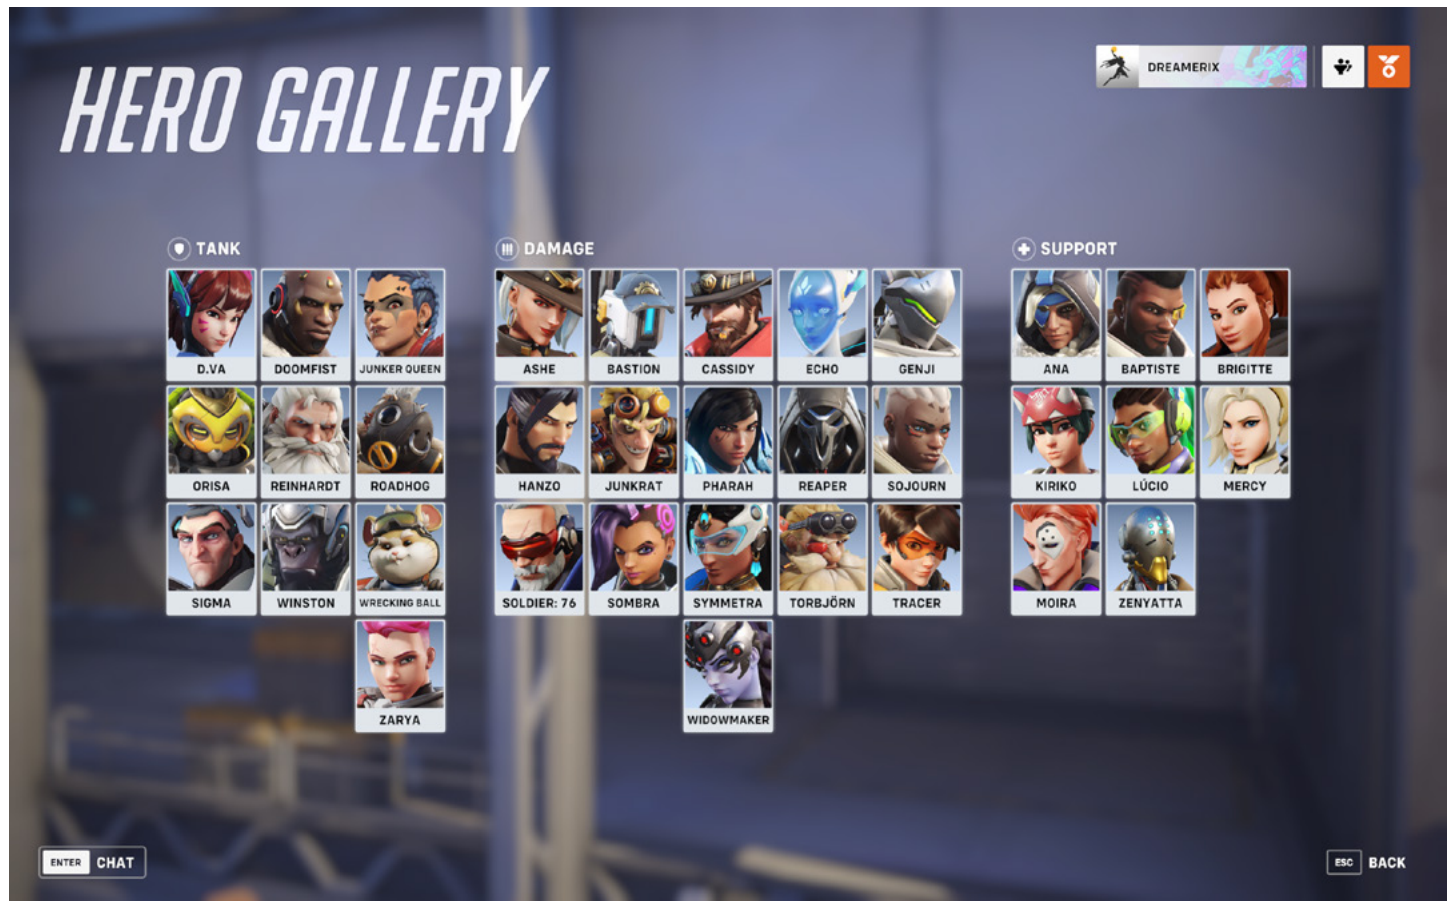 HERO GALLERY
DREAMERIX
TANK
DAMAGE
SUPPORT
D.VA DOOMFIST JUNKER QUEEN ASHE BASTION CASSIDY ECHO GENJI ANA BAPTISTE BRIGITTE
ORISA REINHARDT ROADHOG HANZO JUNKRAT PHARAH REAPER SOJOURN KIRIKO LÚCIO MERCY
SIGMA WINSTON WRECKING BALL SOLDIER: 76 SOMBRA SYMMETRA TORBJÖRN TRACER MOIRA ZENYATTA
ZARYA WIDOWMAKER
ENTER CHAT
ESC BACK